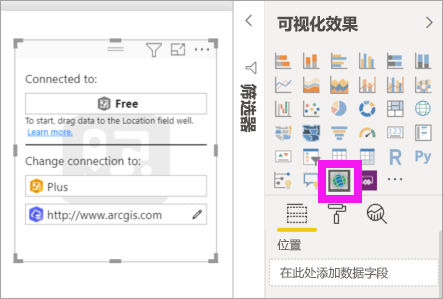 Connected to:
Free
To start, drag data to the Location field well.
Learn more.
Change connection to:
Plus
http://www.arcgis.com
筛选器
可视化效果
R
Py
位置
在此处添加数据字段